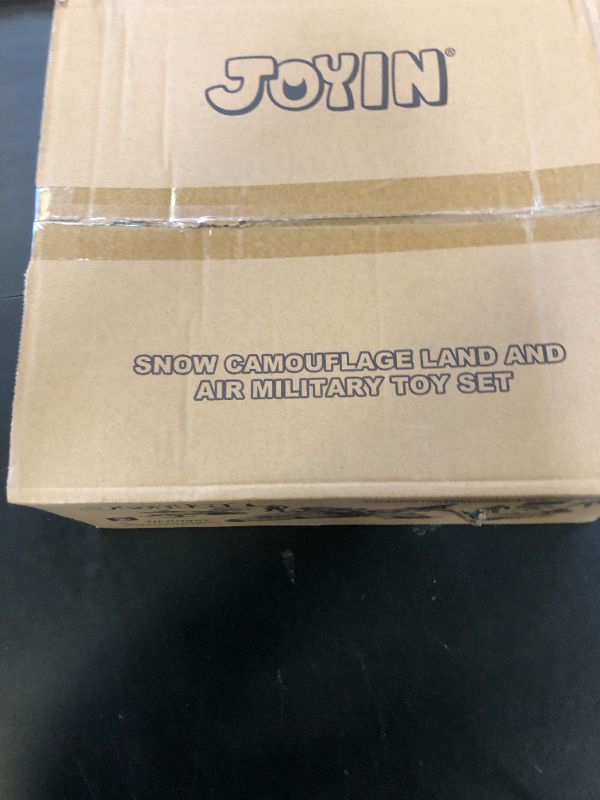 JOYIN®
SNOW CAMOUFLAGE LAND AND
AIR MILITARY TOY SET